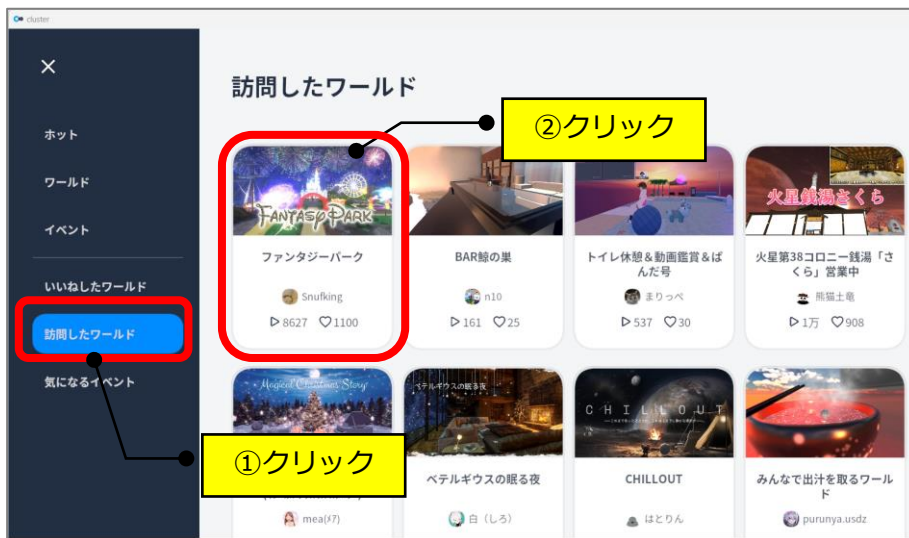 cluster
訪問したワールド
②クリック
ホット
ワールド
イベント
いいねしたワールド
訪問したワールド
気になるイベント
①クリック
FANTASY PARK
ファンタジーパーク
Snufking
8627 1100
BAR鯨の巣
n10
161 25
トイレ休憩&動画鑑賞&ぱ
んだ号
まりっぺ
537 30
火星銭湯さくら
火星第38コロニー銭湯「さ
くら」営業中
熊猫土竜
1万 908
Magical Christmas Story
mea(ﾒｱ)
ベテルギウスの眠る夜
ベテルギウスの眠る夜
白（しろ）
CHILLOUT
CHILLOUT
はとりん
みんなで出汁を取るワール
ド
purunya.usdz